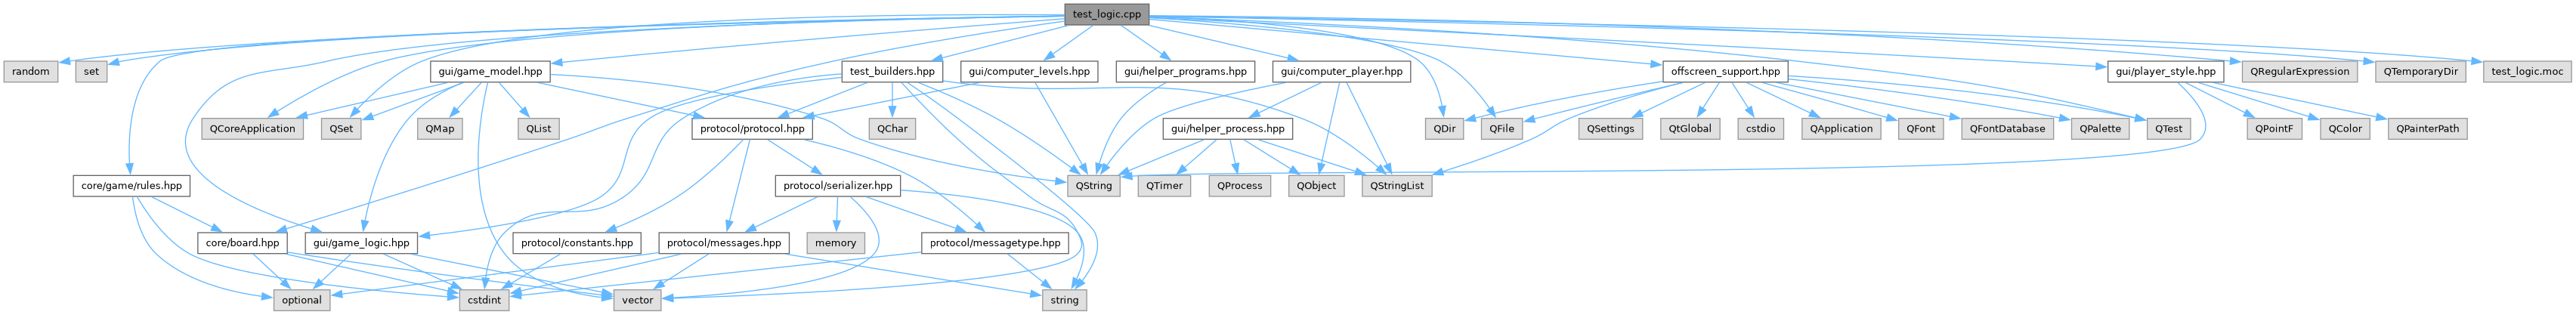 test_logic.cpp
random
set
gui/game_model.hpp
test_builders.hpp
gui/computer_levels.hpp
gui/helper_programs.hpp
gui/computer_player.hpp
offscreen_support.hpp
gui/player_style.hpp
QRegularExpression
QTemporaryDir
test_logic.moc
QCoreApplication
QSet
QMap
QList
protocol/protocol.hpp
QChar
gui/helper_process.hpp
QDir
QFile
QSettings
QtGlobal
cstdio
QApplication
QFont
QFontDatabase
QPalette
QTest
QPointF
QColor
QPainterPath
core/game/rules.hpp
protocol/serializer.hpp
QString
QTimer
QProcess
QObject
QStringList
core/board.hpp
gui/game_logic.hpp
protocol/constants.hpp
protocol/messages.hpp
memory
protocol/messagetype.hpp
optional
cstdint
vector
string